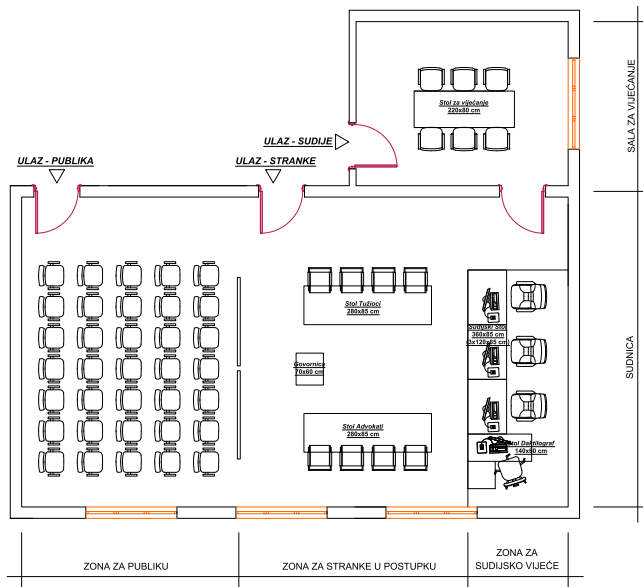 Stol za vijećanje
220x80 cm
SALA ZA VIJEĆANJE
ULAZ - SUDIJE
ULAZ - PUBLIKA
ULAZ - STRANKE
Stol Tužioci
280x85 cm
Sudijski Stol
360x85 cm
(3x120x85 cm)
SUDNICA
Govornica
70x60 cm
Stol Advokati
280x85 cm
Stol Daktilograf
140x60 cm
ZONA ZA PUBLIKU
ZONA ZA STRANKE U POSTUPKU
ZONA ZA
SUDIJSKO VIJEĆE